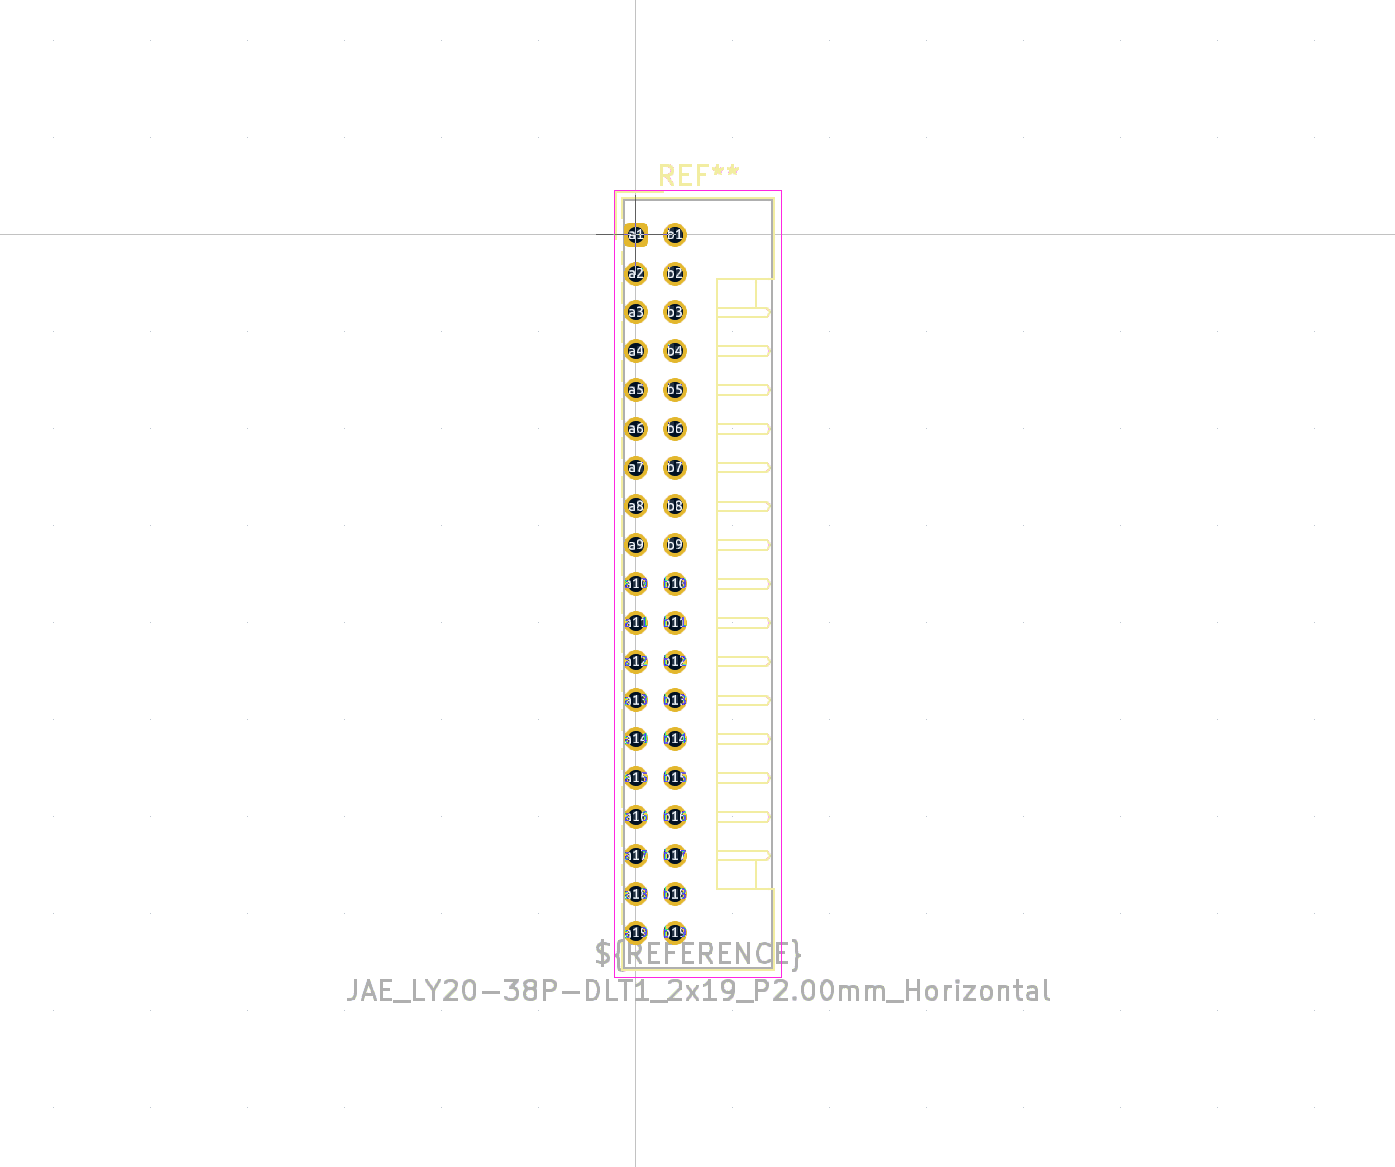 REF**
a1 b1
a2 b2
a3 b3
a4 b4
a5 b5
a6 b6
a7 b7
a8 b8
a9 b9
a10 b10
a11 b11
a12 b12
a13 b13
a14 b14
a15 b15
a16 b16
a17 b17
a18 b18
a19 b19
${REFERENCE}
JAE_LY20-38P-DLT1_2x19_P2.00mm_Horizontal